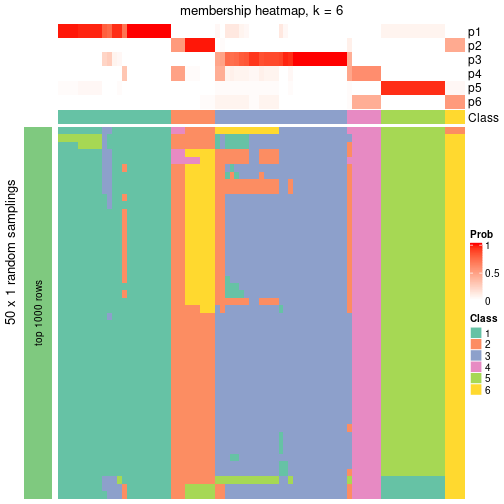 membership heatmap, k = 6
p1
p2
p3
p4
p5
p6
Class
50 x 1 random samplings
top 1000 rows
Prob
1
0.5
0
Class
1
2
3
4
5
6